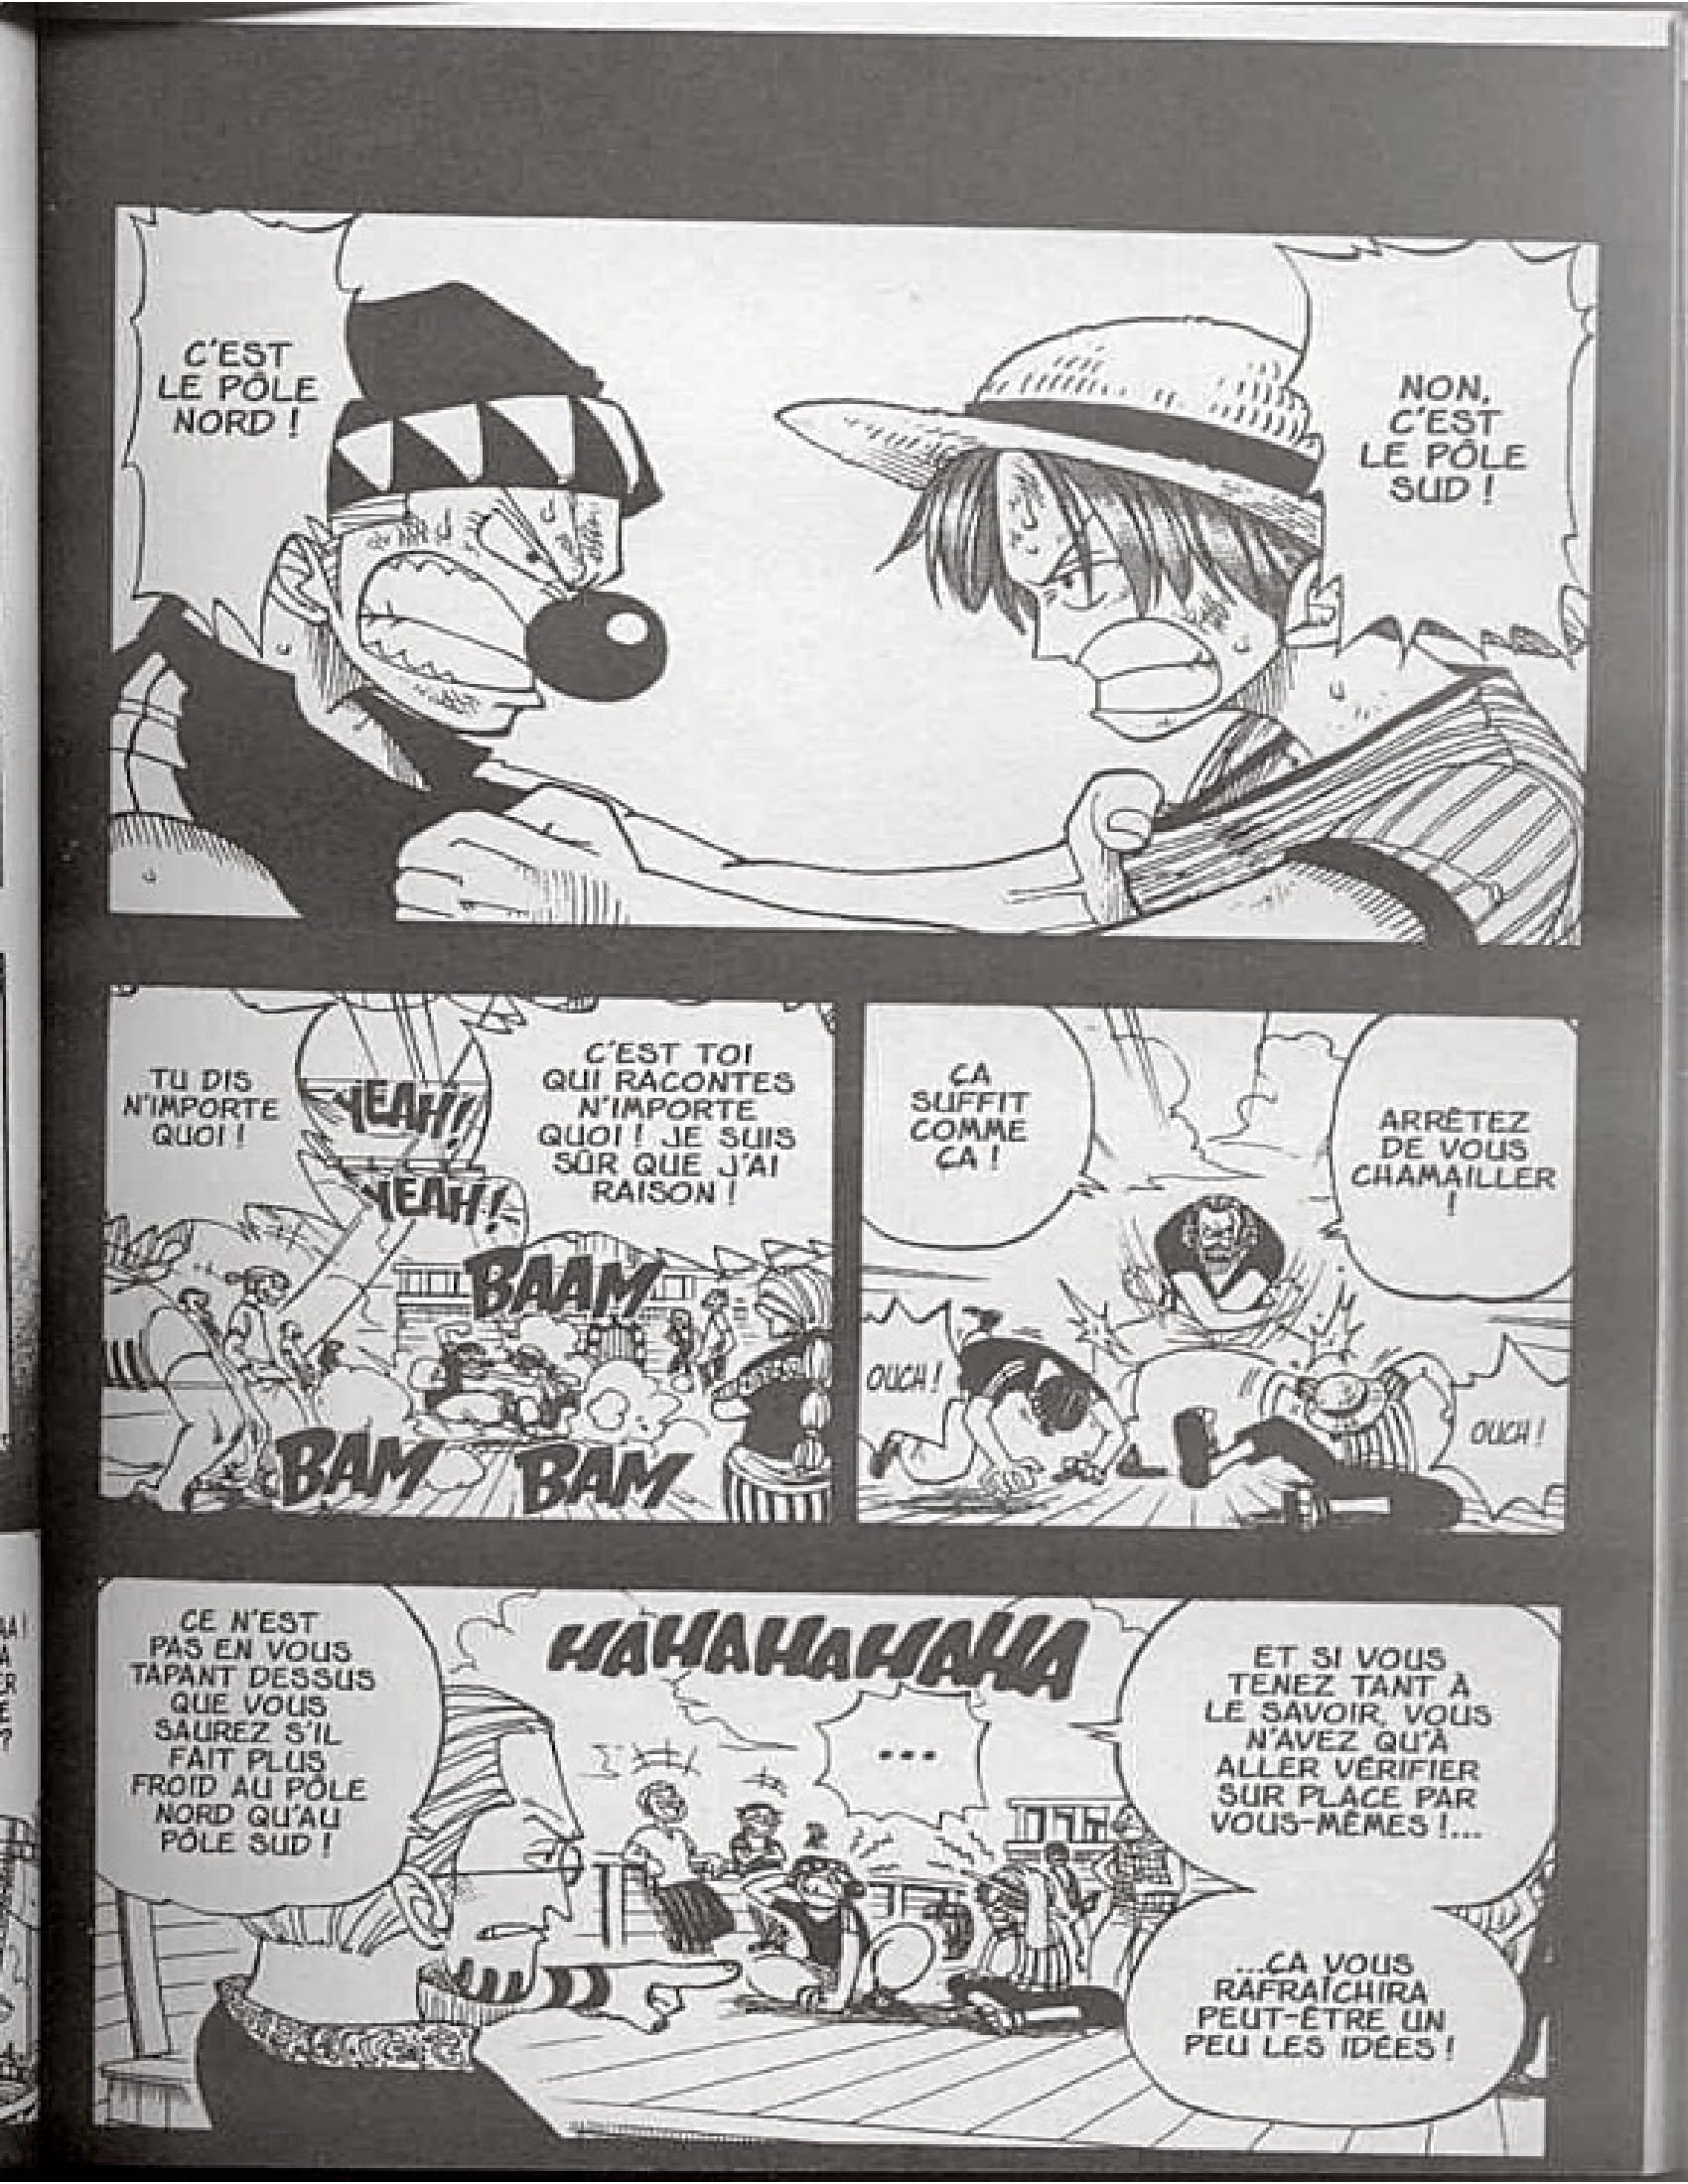 C'EST
LE PÔLE
NORD !
NON,
C'EST
LE PÔLE
SUD !
TU DIS
N'IMPORTE
QUOI !
YEAH!
YEAH!
C'EST TOI
QUI RACONTES
N'IMPORTE
QUOI ! JE SUIS
SÛR QUE J'AI
RAISON !
BAAM
BAM
BAM
CA
SUFFIT
COMME
CA !
ARRÊTEZ
DE VOUS
CHAMAILLER
!
OUCH !
OUCH !
CE N'EST
PAS EN VOUS
TAPANT DESSUS
QUE VOUS
SAUREZ S'IL
FAIT PLUS
FROID AU PÔLE
NORD QU'AU
PÔLE SUD !
HAHAHAHAHA
...
ET SI VOUS
TENEZ TANT À
LE SAVOIR, VOUS
N'AVEZ QU'À
ALLER VÉRIFIER
SUR PLACE PAR
VOUS-MÊMES !...
...CA VOUS
RAFRAÎCHIRA
PEUT-ÊTRE UN
PEU LES IDÉES !